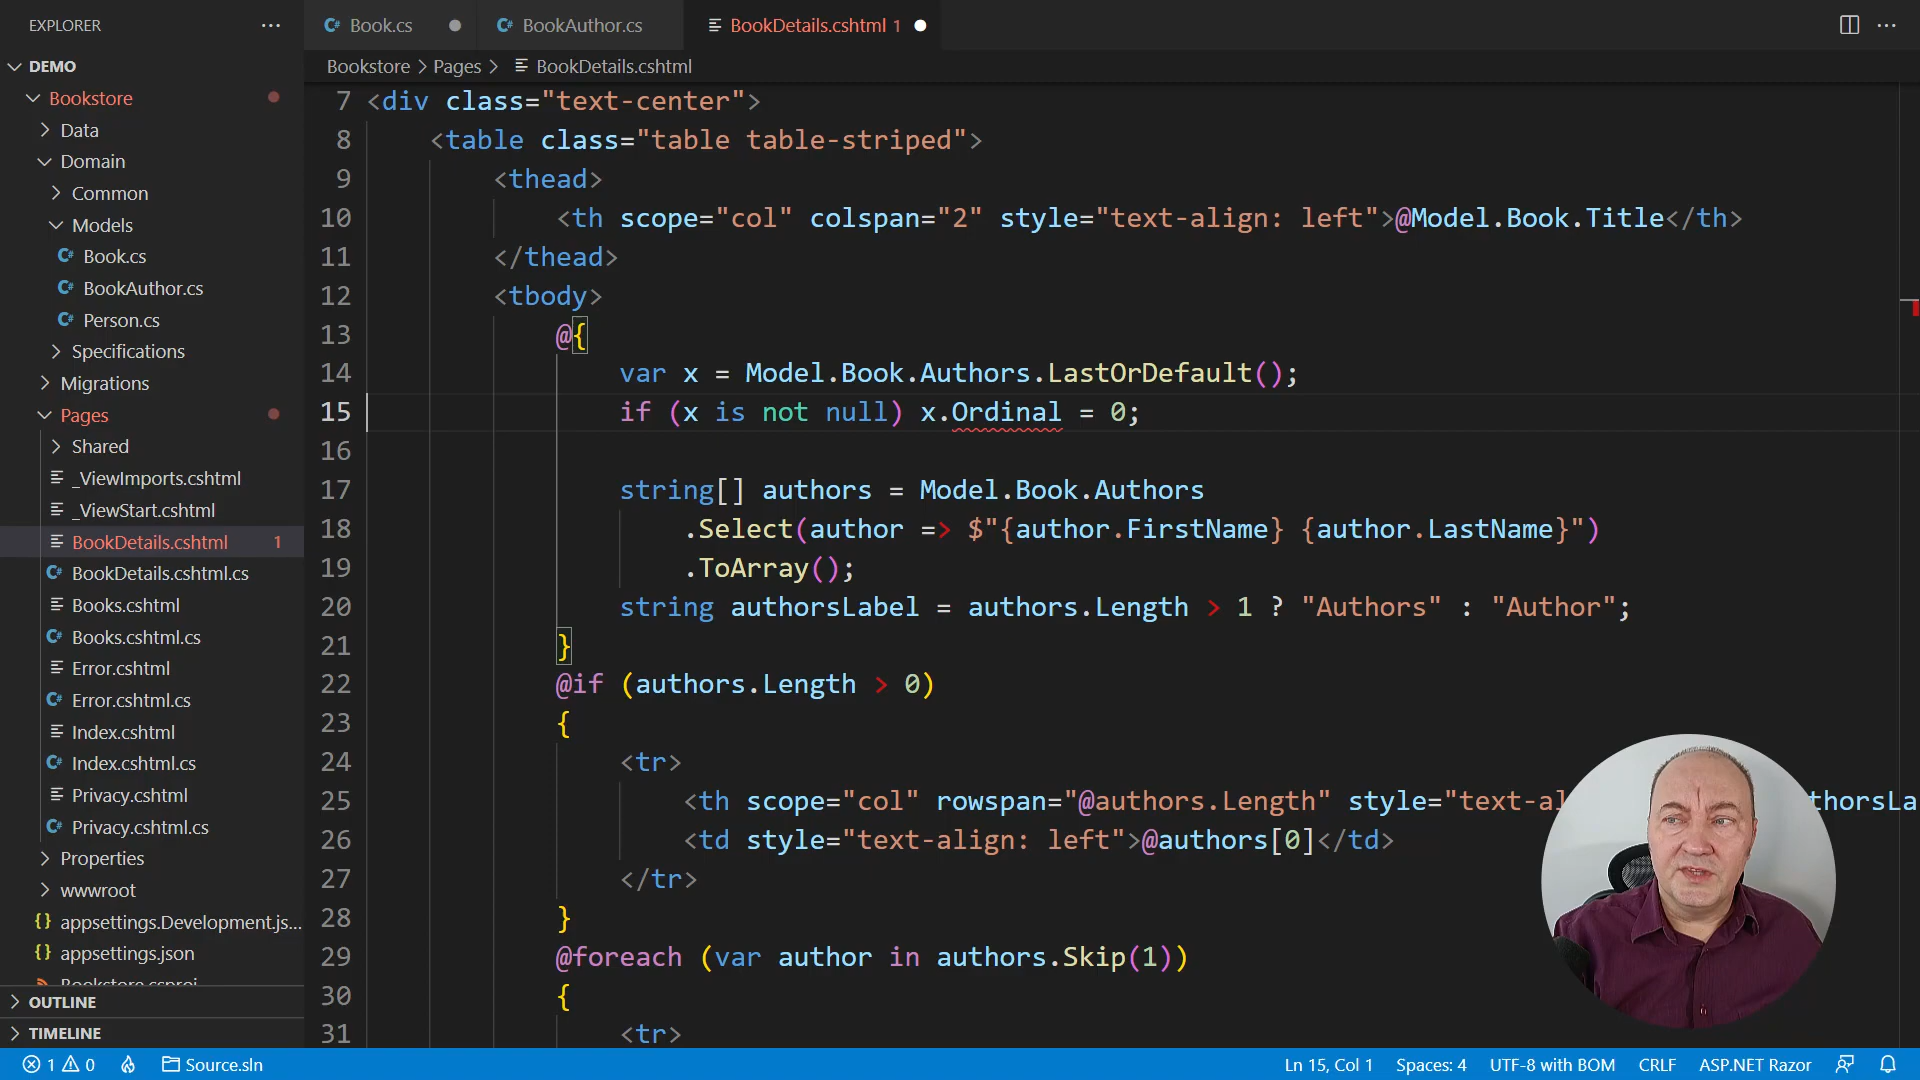 EXPLORER
DEMO
Bookstore
Data
Domain
Common
Models
Book.cs
BookAuthor.cs
Person.cs
Specifications
Migrations
Pages
Shared
_ViewImports.cshtml
_ViewStart.cshtml
BookDetails.cshtml 1
BookDetails.cshtml.cs
Books.cshtml
Books.cshtml.cs
Error.cshtml
Error.cshtml.cs
Index.cshtml
Index.cshtml.cs
Privacy.cshtml
Privacy.cshtml.cs
Properties
wwwroot
appsettings.Development.js...
appsettings.json
Bookstore.csproj
OUTLINE
TIMELINE
Book.cs
BookAuthor.cs
BookDetails.cshtml 1
Bookstore > Pages > BookDetails.cshtml
7 <div class="text-center">
8 <table class="table table-striped">
9 <thead>
10 <th scope="col" colspan="2" style="text-align: left">@Model.Book.Title</th>
11 </thead>
12 <tbody>
13 @{
14 var x = Model.Book.Authors.LastOrDefault();
15 if (x is not null) x.Ordinal = 0;
16
17 string[] authors = Model.Book.Authors
18 .Select(author => $"{author.FirstName} {author.LastName}")
19 .ToArray();
20 string authorsLabel = authors.Length > 1 ? "Authors" : "Author";
21 }
22 @if (authors.Length > 0)
23 {
24 <tr>
25 <th scope="col" rowspan="@authors.Length" style="text-al thorsLa
26 <td style="text-align: left">@authors[0]</td>
27 </tr>
28 }
29 @foreach (var author in authors.Skip(1))
30 {
31 <tr>
1 0 Source.sln
Ln 15, Col 1 Spaces: 4 UTF-8 with BOM CRLF ASP.NET Razor